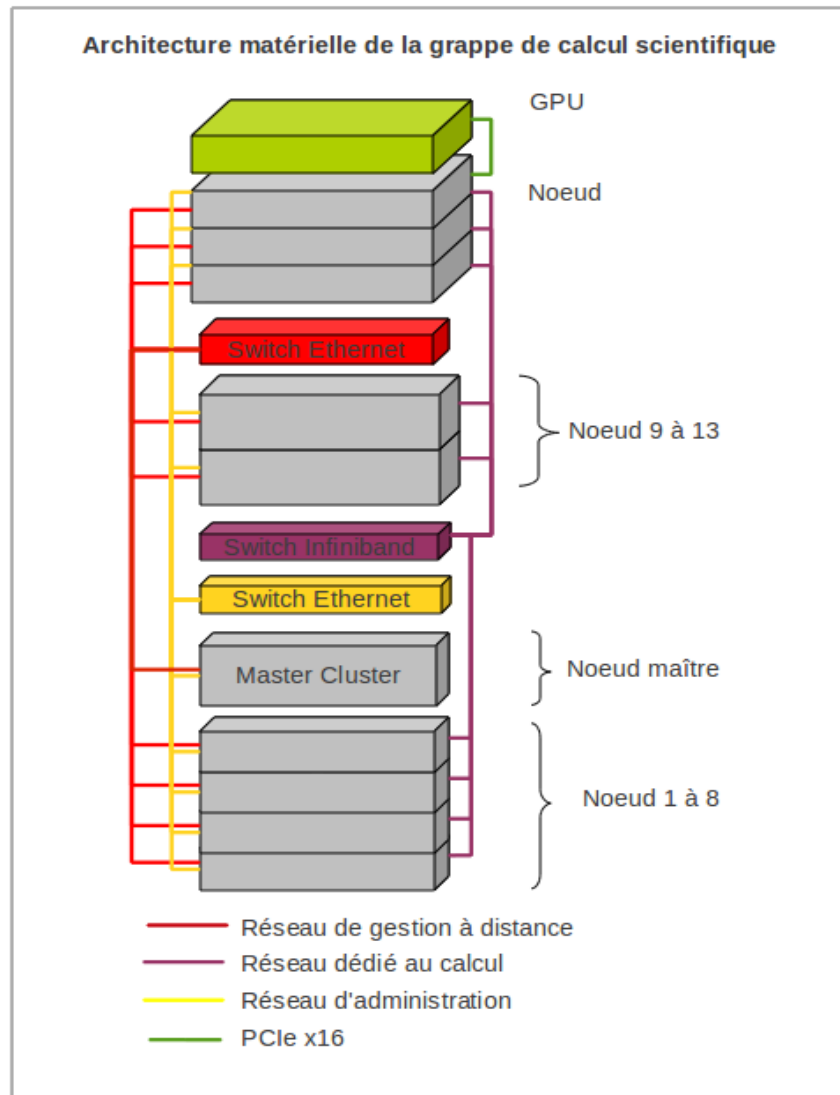 Architecture matérielle de la grappe de calcul scientifique
GPU
Noeud
Switch Ethernet
Noeud 9 à 13
Switch Infiniband
Switch Ethernet
Master Cluster
Noeud maître
Noeud 1 à 8
Réseau de gestion à distance
Réseau dédié au calcul
Réseau d'administration
PCIe x16